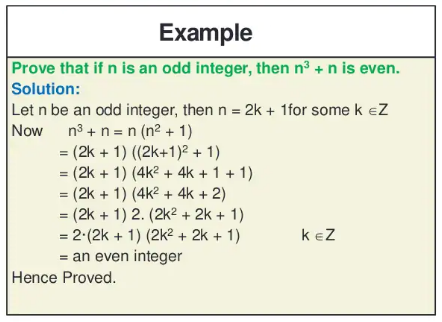 Example
Prove that if n is an odd integer, then n³ + n is even.
Solution:
Let n be an odd integer, then n = 2k + 1for some k ∈Z
Now n³ + n = n (n² + 1)
= (2k + 1) ((2k+1)² + 1)
= (2k + 1) (4k² + 4k + 1 + 1)
= (2k + 1) (4k² + 4k + 2)
= (2k + 1) 2. (2k² + 2k + 1)
= 2·(2k + 1) (2k² + 2k + 1) k ∈Z
= an even integer
Hence Proved.